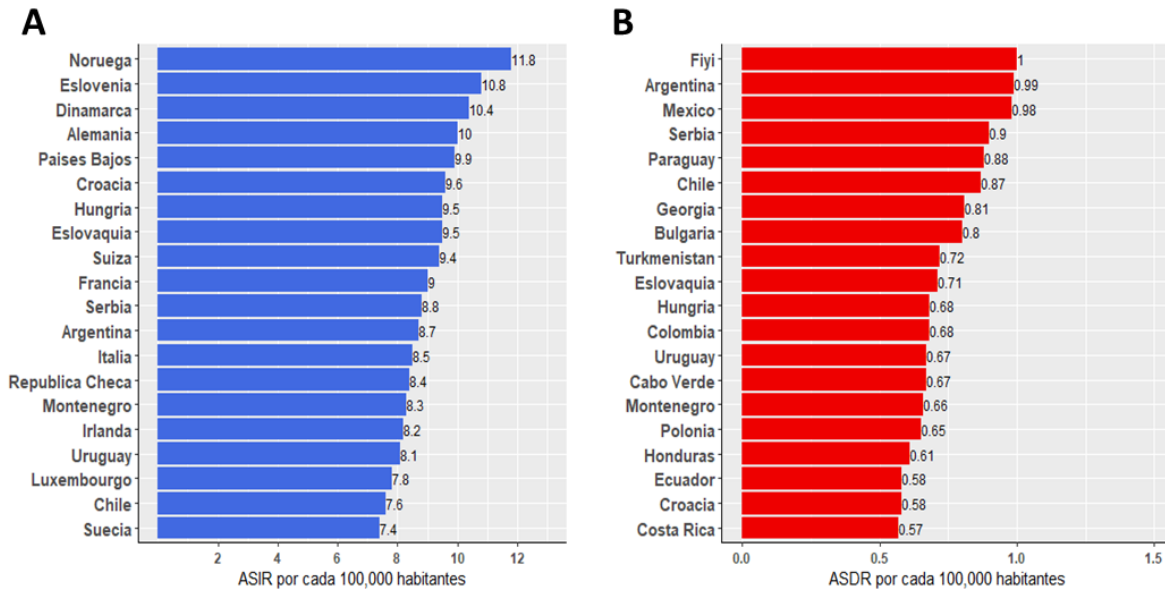 A
Noruega 11.8
Eslovenia 10.8
Dinamarca 10.4
Alemania 10
Paises Bajos 9.9
Croacia 9.6
Hungria 9.5
Eslovaquia 9.5
Suiza 9.4
Francia 9
Serbia 8.8
Argentina 8.7
Italia 8.5
Republica Checa 8.4
Montenegro 8.3
Irlanda 8.2
Uruguay 8.1
Luxembourgo 7.8
Chile 7.6
Suecia 7.4
2 4 6 8 10 12
ASIR por cada 100,000 habitantes
B
Fiyi 1
Argentina 0.99
Mexico 0.98
Serbia 0.9
Paraguay 0.88
Chile 0.87
Georgia 0.81
Bulgaria 0.8
Turkmenistan 0.72
Eslovaquia 0.71
Hungria 0.68
Colombia 0.68
Uruguay 0.67
Cabo Verde 0.67
Montenegro 0.66
Polonia 0.65
Honduras 0.61
Ecuador 0.58
Croacia 0.58
Costa Rica 0.57
0.0 0.5 1.0 1.5
ASDR por cada 100,000 habitantes